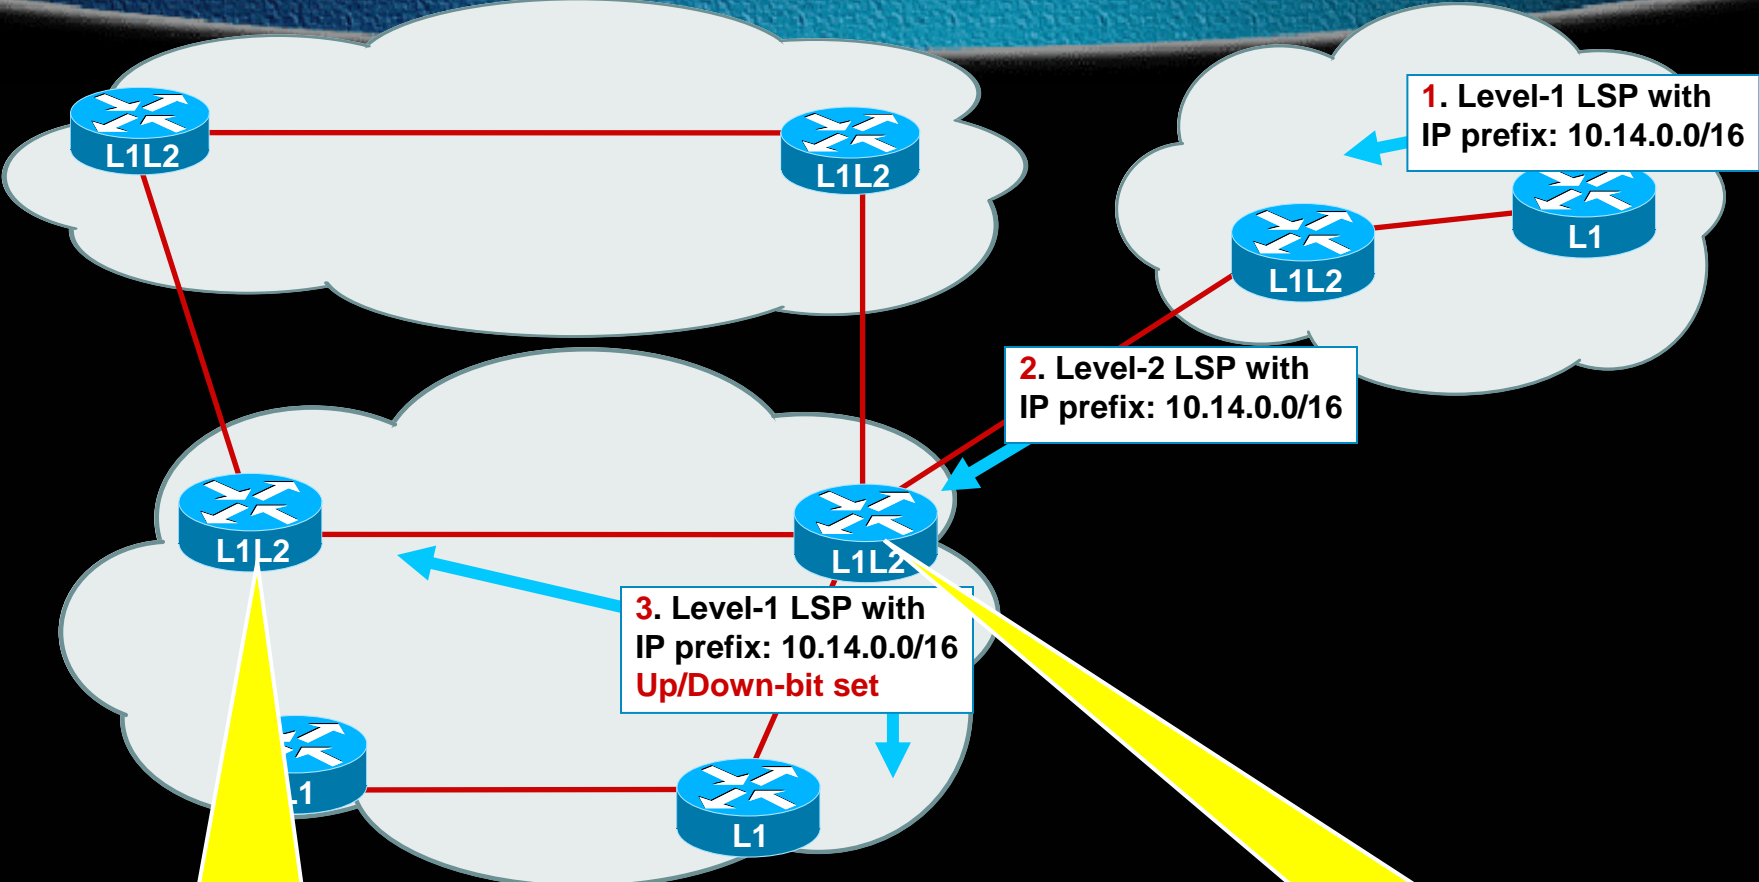 L1L2
L1L2
1. Level-1 LSP with
IP prefix: 10.14.0.0/16
L1
L1L2
2. Level-2 LSP with
IP prefix: 10.14.0.0/16
L1L2
L1L2
3. Level-1 LSP with
IP prefix: 10.14.0.0/16
Up/Down-bit set
L1